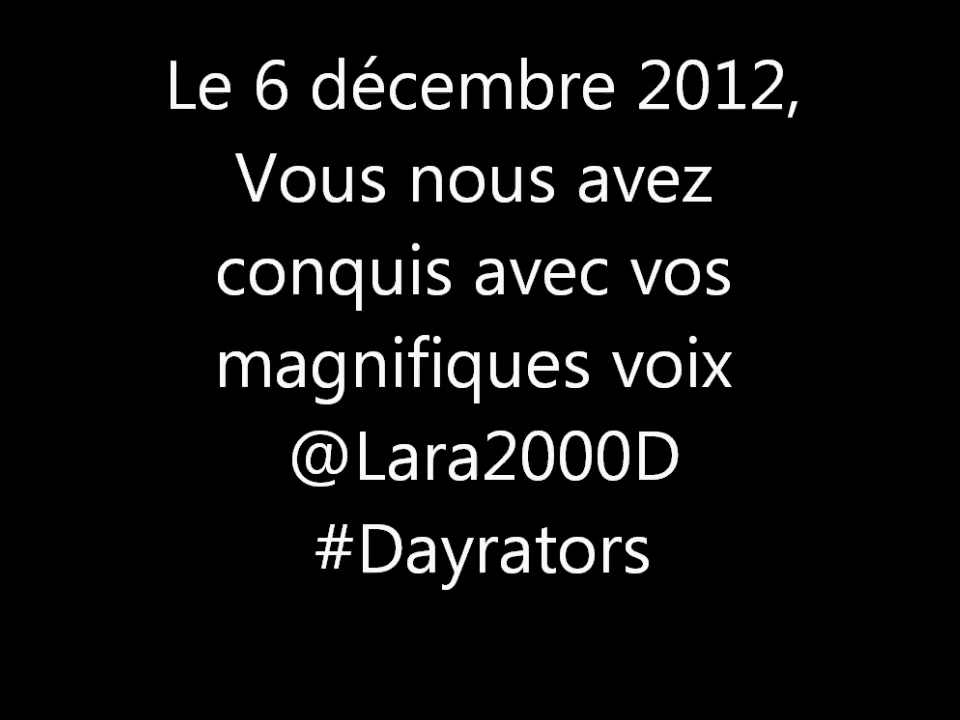 Le 6 décembre 2012,
Vous nous avez
conquis avec vos
magnifiques voix
@Lara2000D
#Dayrators